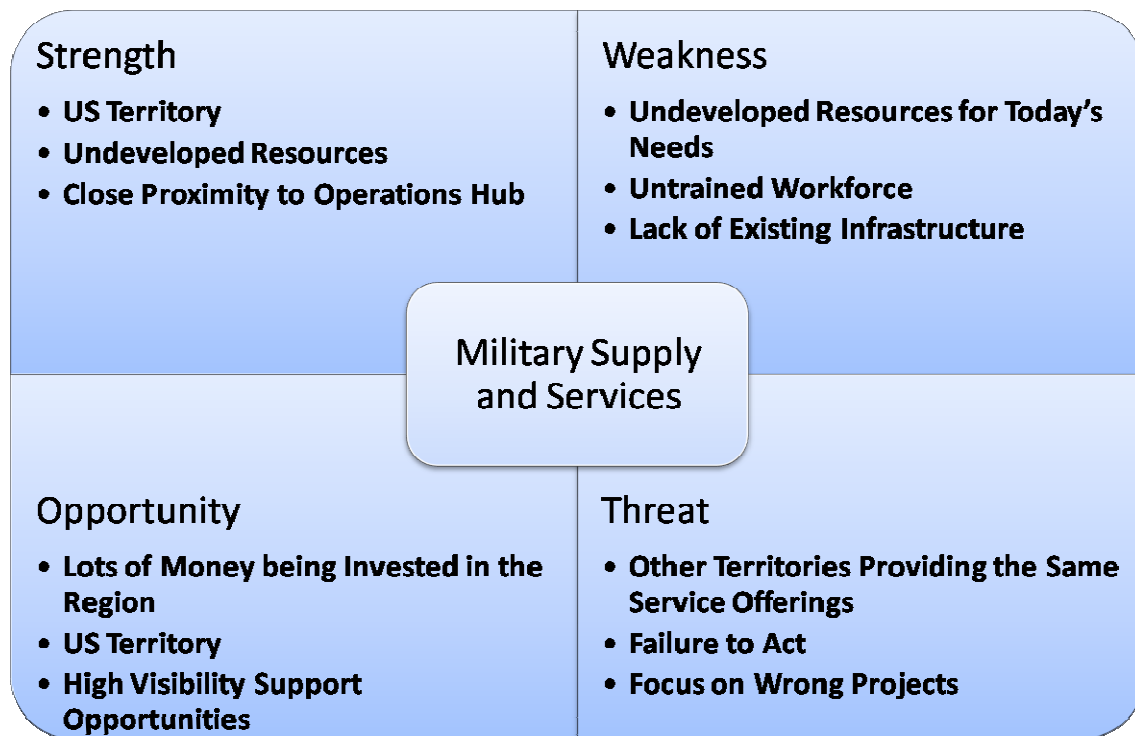 Strength
• US Territory
• Undeveloped Resources
• Close Proximity to Operations Hub
Weakness
• Undeveloped Resources for Today's
Needs
• Untrained Workforce
• Lack of Existing Infrastructure
Military Supply
and Services
Opportunity
• Lots of Money being Invested in the
Region
• US Territory
• High Visibility Support
Opportunities
Threat
• Other Territories Providing the Same
Service Offerings
• Failure to Act
• Focus on Wrong Projects